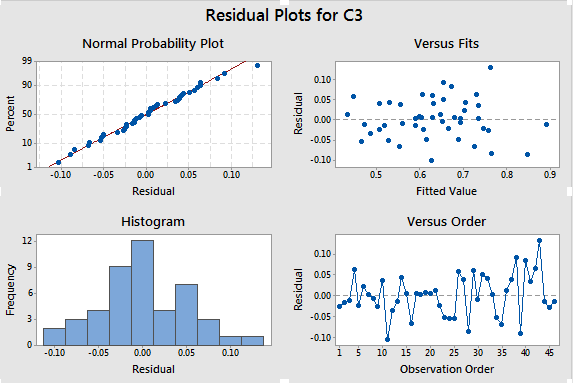 Residual Plots for C3
Normal Probability Plot
99
90
50
10
1
Percent
-0.10 -0.05 0.00 0.05 0.10
Residual
Versus Fits
0.10
0.05
0.00
-0.05
-0.10
Residual
0.5 0.6 0.7 0.8 0.9
Fitted Value
Histogram
12
9
6
3
0
Frequency
-0.10 -0.05 0.00 0.05 0.10
Residual
Versus Order
0.10
0.05
0.00
-0.05
-0.10
Residual
1 5 10 15 20 25 30 35 40 45
Observation Order